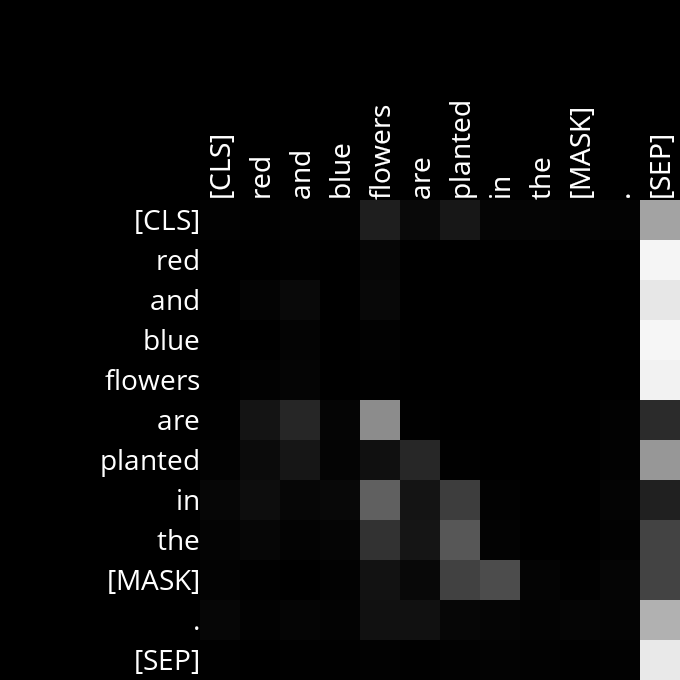 [CLS] red and blue flowers are planted in the [MASK] . [SEP]
[CLS]
red
and
blue
flowers
are
planted
in
the
[MASK]
.
[SEP]